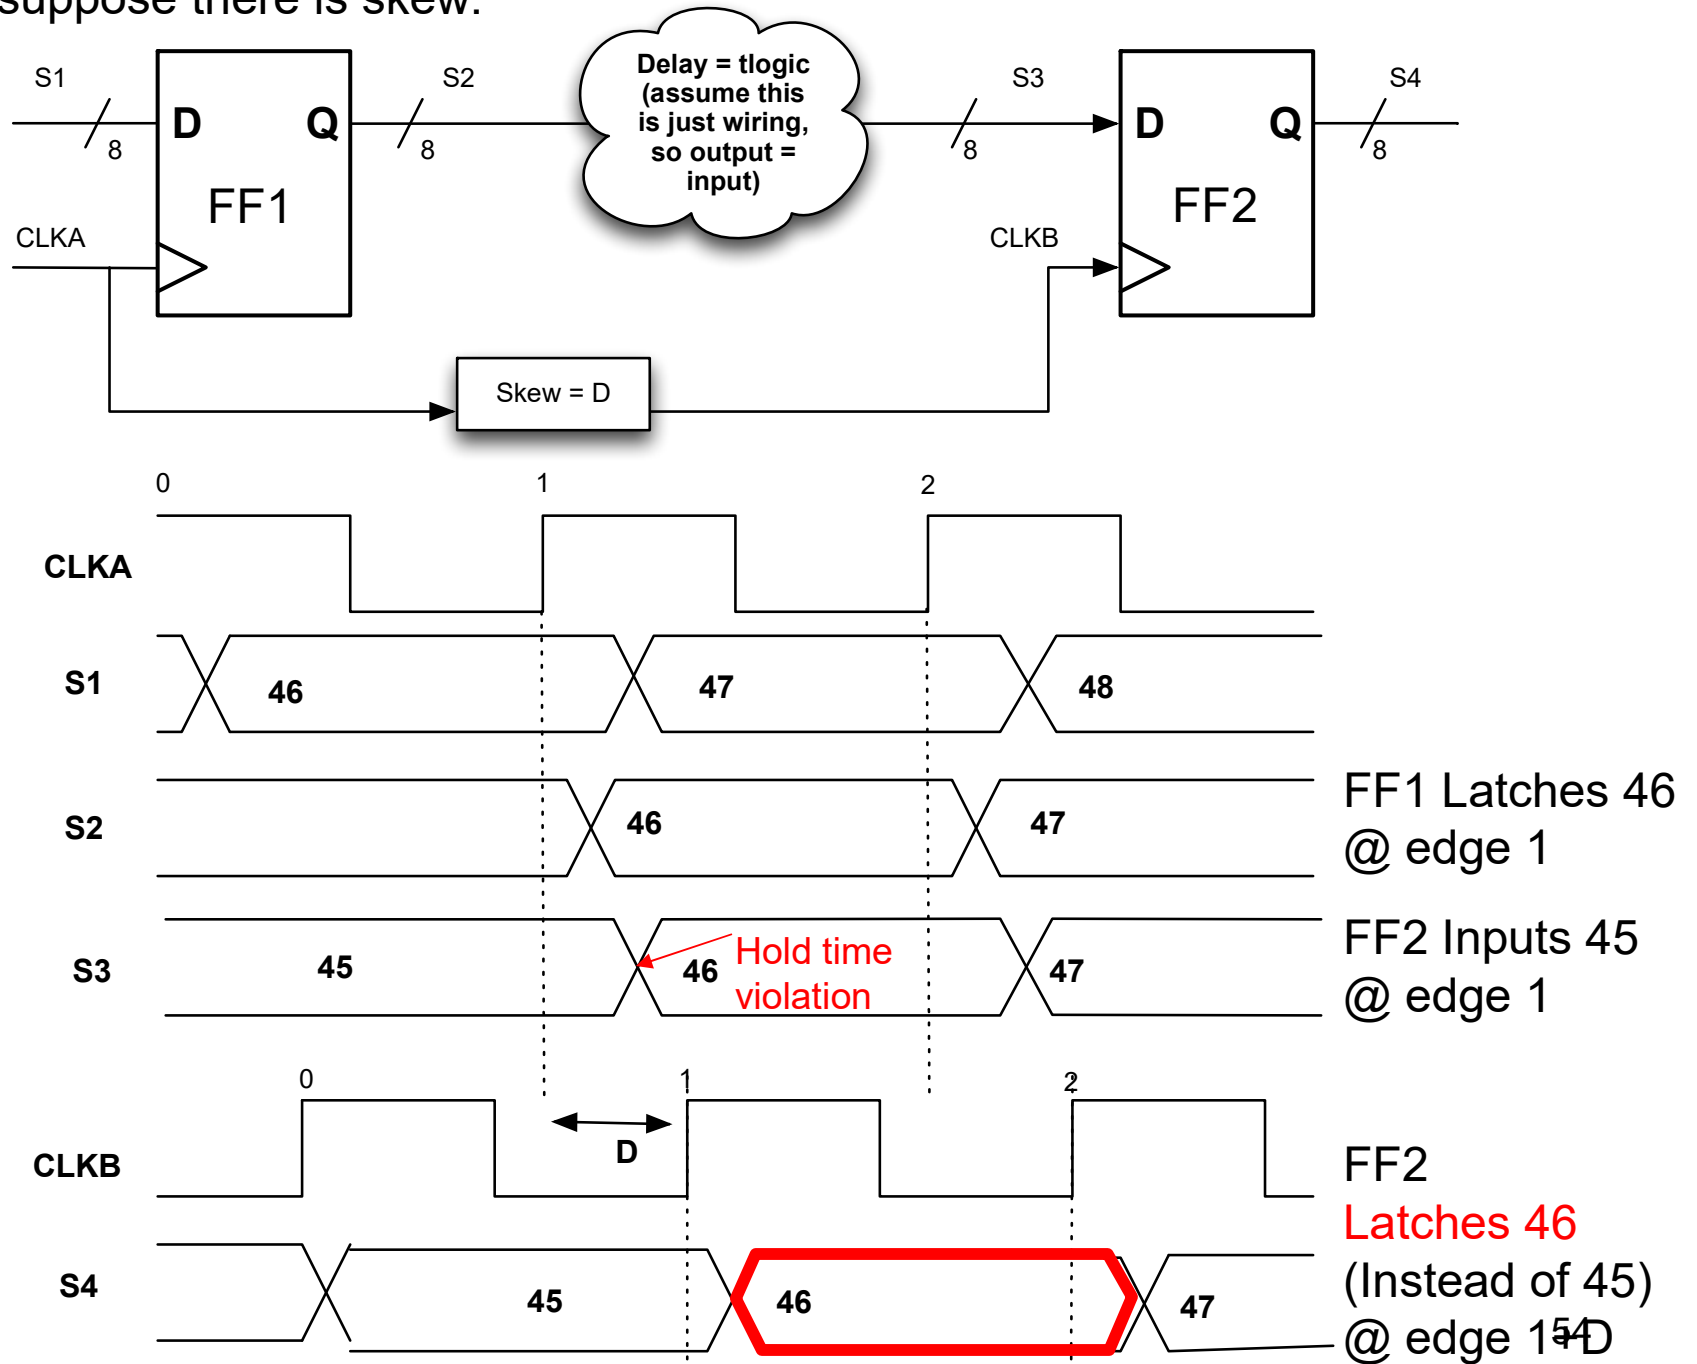 suppose there is skew.
S1
8
D
Q
FF1
CLKA
S2
8
Delay = tlogic
(assume this
is just wiring,
so output =
input)
S3
8
D
Q
FF2
CLKB
S4
8
Skew = D
0
1
2
CLKA
S1
46
47
48
S2
46
47
FF1 Latches 46
@ edge 1
S3
45
46
Hold time
violation
47
FF2 Inputs 45
@ edge 1
0
1
2
D
CLKB
FF2
Latches 46
(Instead of 45)
@ edge 1+D
54
S4
45
46
47